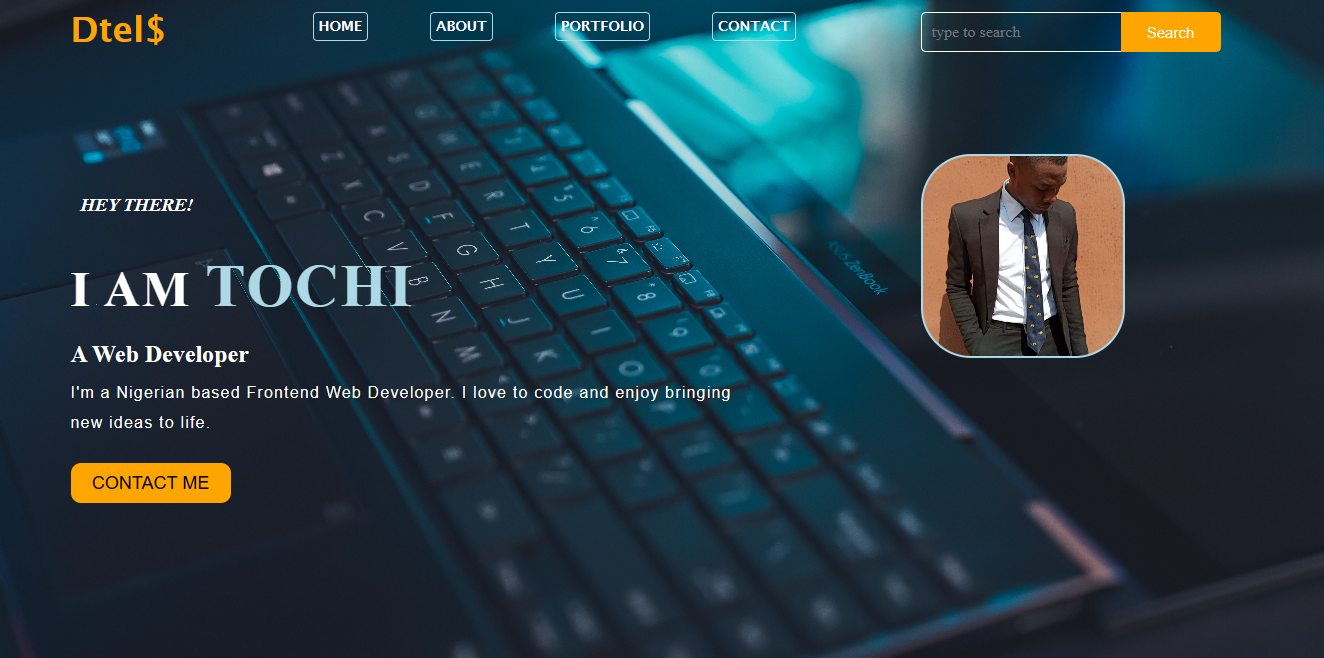 Dtel$
HOME ABOUT PORTFOLIO CONTACT
type to search Search
HEY THERE!
I AM TOCHI
A Web Developer
I'm a Nigerian based Frontend Web Developer. I love to code and enjoy bringing
new ideas to life.
CONTACT ME
ASUS ZenBook